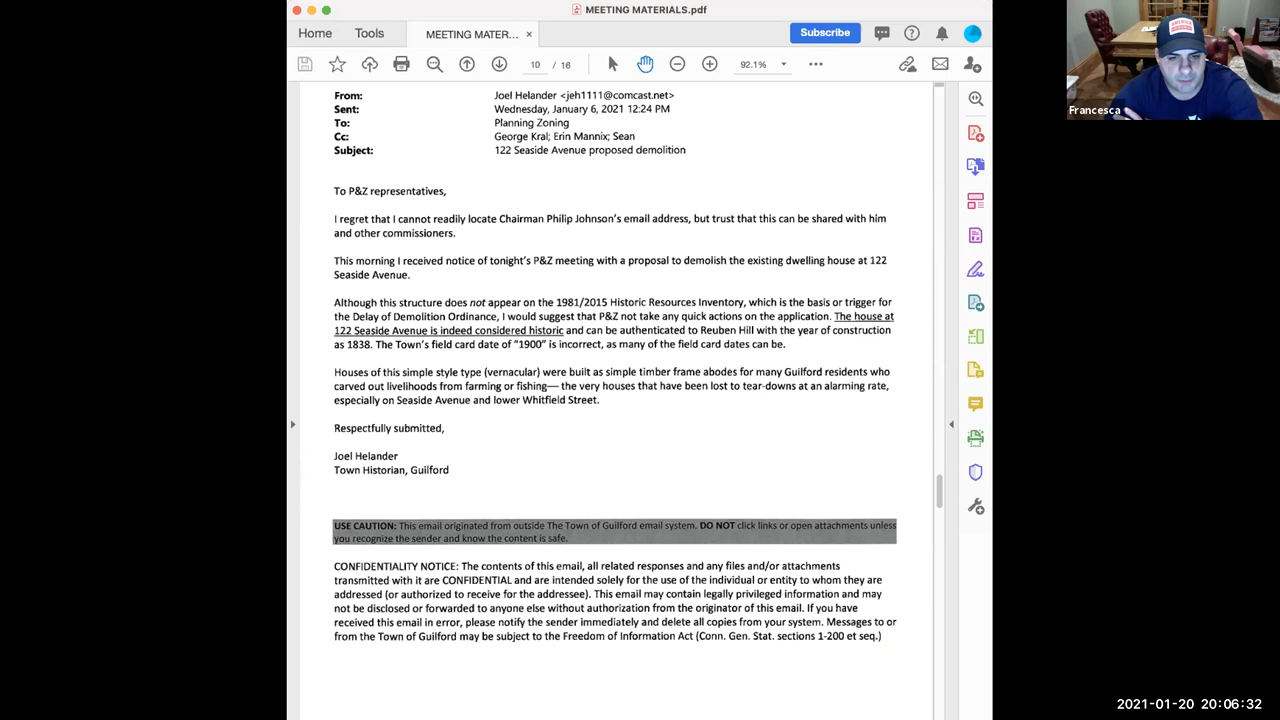 MEETING MATERIALS.pdf
Home Tools MEETING MATER... × Subscribe
10 / 16 92.1%
From: Joel Helander <jeh1111@comcast.net>
Sent: Wednesday, January 6, 2021 12:24 PM
To: Planning Zoning
Cc: George Kral; Erin Mannix; Sean
Subject: 122 Seaside Avenue proposed demolition
To P&Z representatives,
I regret that I cannot readily locate Chairman Philip Johnson's email address, but trust that this can be shared with him
and other commissioners.
This morning I received notice of tonight's P&Z meeting with a proposal to demolish the existing dwelling house at 122
Seaside Avenue.
Although this structure does not appear on the 1981/2015 Historic Resources Inventory, which is the basis or trigger for
the Delay of Demolition Ordinance, I would suggest that P&Z not take any quick actions on the application. The house at
122 Seaside Avenue is indeed considered historic and can be authenticated to Reuben Hill with the year of construction
as 1838. The Town's field card date of "1900" is incorrect, as many of the field card dates can be.
Houses of this simple style type (vernacular) were built as simple timber frame abodes for many Guilford residents who
carved out livelihoods from farming or fishing— the very houses that have been lost to tear-downs at an alarming rate,
especially on Seaside Avenue and lower Whitfield Street.
Respectfully submitted,
Joel Helander
Town Historian, Guilford
USE CAUTION: This email originated from outside The Town of Guilford email system. DO NOT click links or open attachments unless
you recognize the sender and know the content is safe.
CONFIDENTIALITY NOTICE: The contents of this email, all related responses and any files and/or attachments
transmitted with it are CONFIDENTIAL and are intended solely for the use of the individual or entity to whom they are
addressed (or authorized to receive for the addressee). This email may contain legally privileged information and may
not be disclosed or forwarded to anyone else without authorization from the originator of this email. If you have
received this email in error, please notify the sender immediately and delete all copies from your system. Messages to or
from the Town of Guilford may be subject to the Freedom of Information Act (Conn. Gen. Stat. sections 1-200 et seq.)
Francesca
2021-01-20 20:06:32